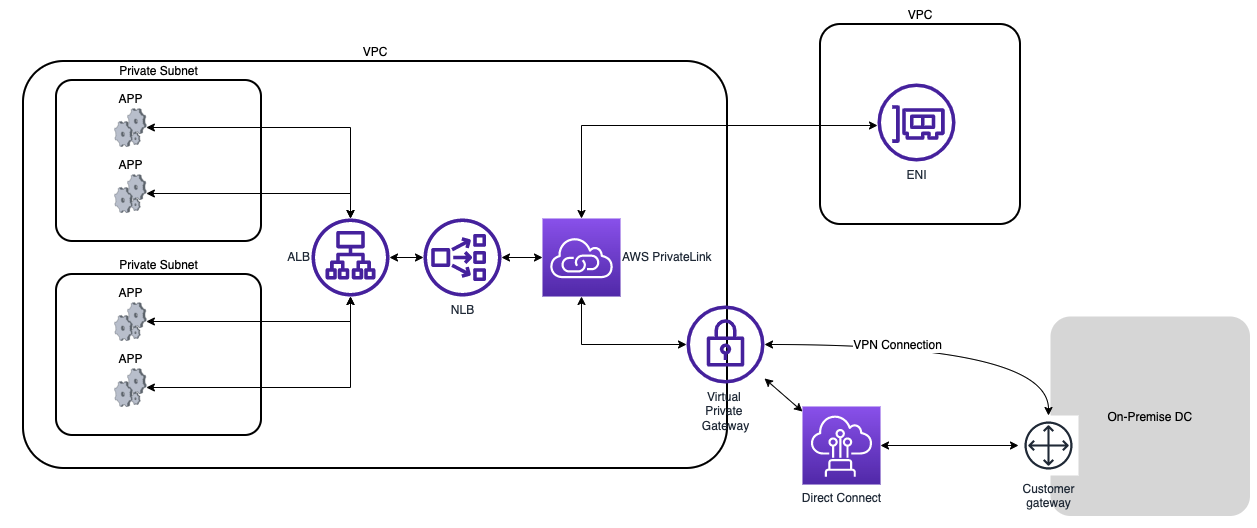 VPC
VPC
Private Subnet
APP
APP
ENI
ALB
AWS PrivateLink
Private Subnet
NLB
APP
VPN Connection
APP
Virtual
Private
Gateway
On-Premise DC
Direct Connect
Customer
gateway